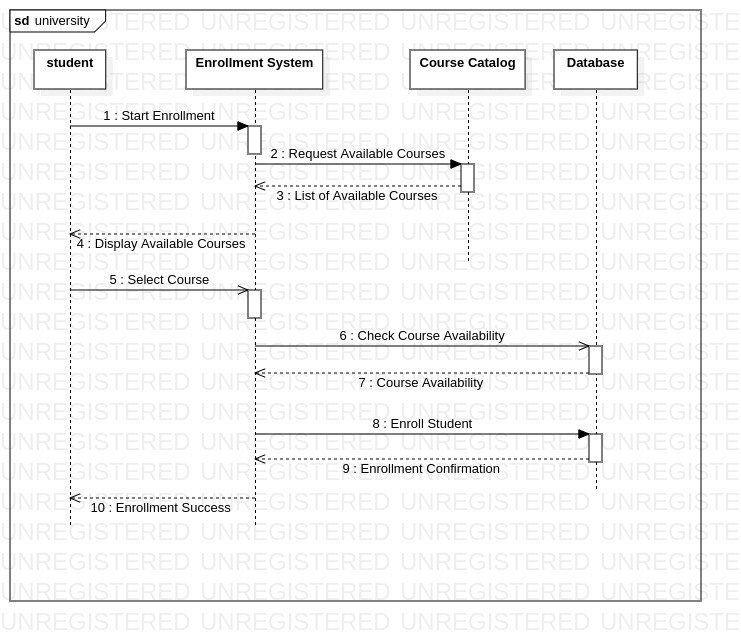 sd university
student
Enrollment System
Course Catalog
Database
1 : Start Enrollment
2 : Request Available Courses
3 : List of Available Courses
4 : Display Available Courses
5 : Select Course
6 : Check Course Availability
7 : Course Availability
8 : Enroll Student
9 : Enrollment Confirmation
10 : Enrollment Success
UNREGISTERED UNREGISTERED UNREGISTERED UNREGISTERED